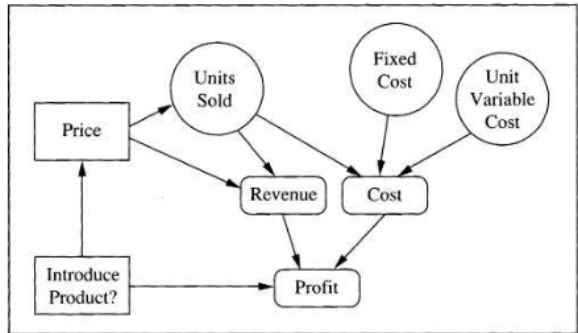 Units
Sold
Fixed
Cost
Unit
Variable
Cost
Price
Revenue
Cost
Introduce
Product?
Profit